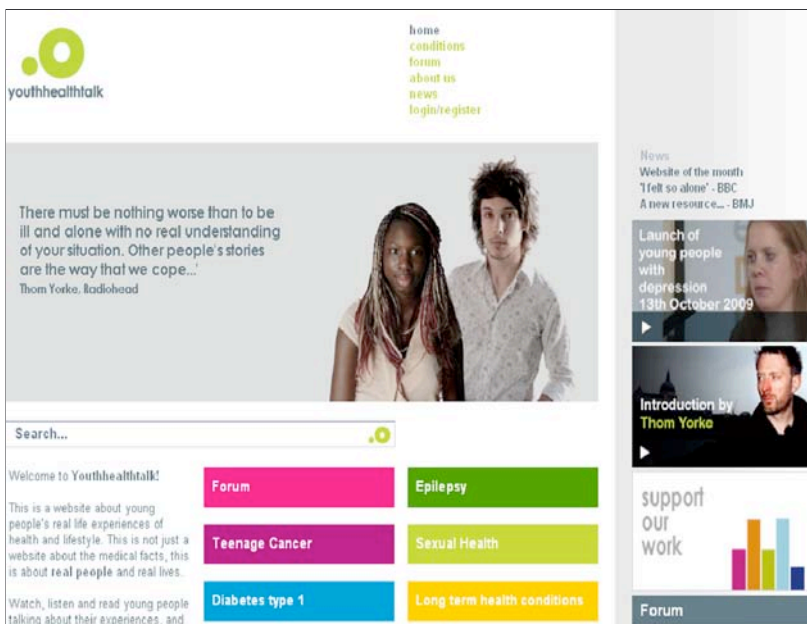 youthhealthtalk
home
conditions
forum
about us
news
login/register
There must be nothing worse than to be
ill and alone with no real understanding
of your situation. Other people's stories
are the way that we cope...'
Thom Yorke, Radiohead
News
Website of the month
'I felt so alone' - BBC
A new resource... - BMJ
Launch of
young people
with
depression
13th October 2009
Introduction by
Thom Yorke
support
our
work
Forum
Search...
Welcome to Youthhealthtalk!
This is a website about young
people's real life experiences of
health and lifestyle. This is not just a
website about the medical facts, this
is about real people and real lives.
Watch, listen and read young people
talking about their experiences, and
Forum
Epilepsy
Teenage Cancer
Sexual Health
Diabetes type 1
Long term health conditions